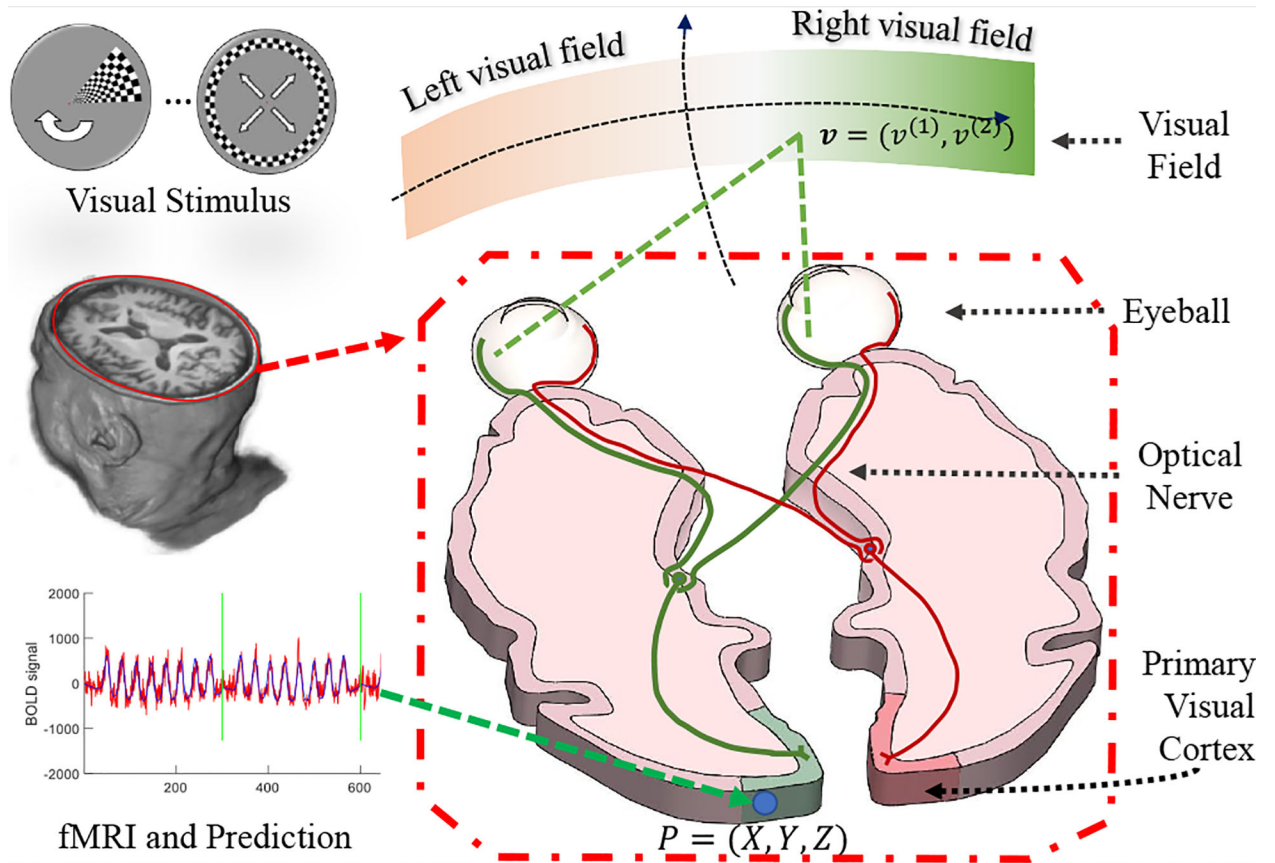 Visual Stimulus
...
Left visual field
Right visual field
v = (v^(1), v^(2))
Visual
Field
Eyeball
Optical
Nerve
Primary
Visual
Cortex
BOLD signal
2000
1000
0
-1000
-2000
200
400
600
fMRI and Prediction
P = (X, Y, Z)